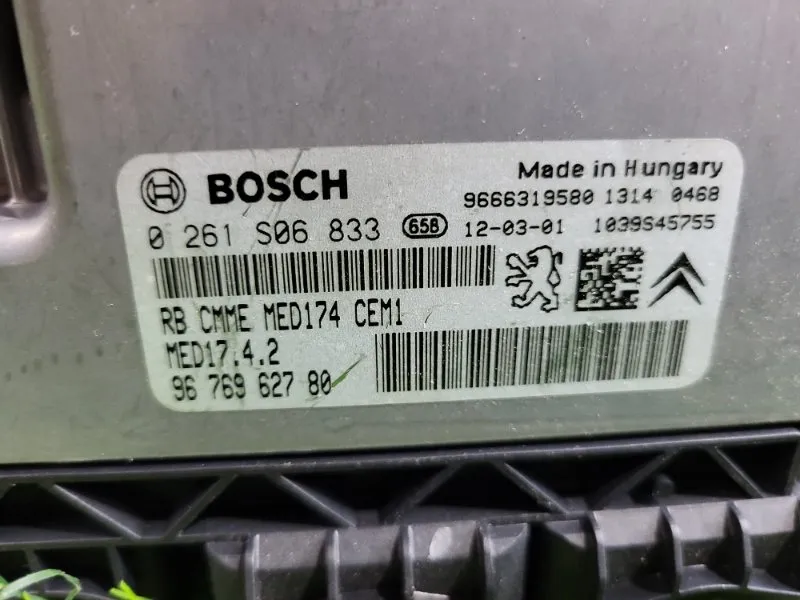 BOSCH
Made in Hungary
9666319580 1314 0468
0 261 S06 833 65B 12-03-01 1039S45755
RB CMME MED174 CEM1
MED17.4.2
96 769 627 80